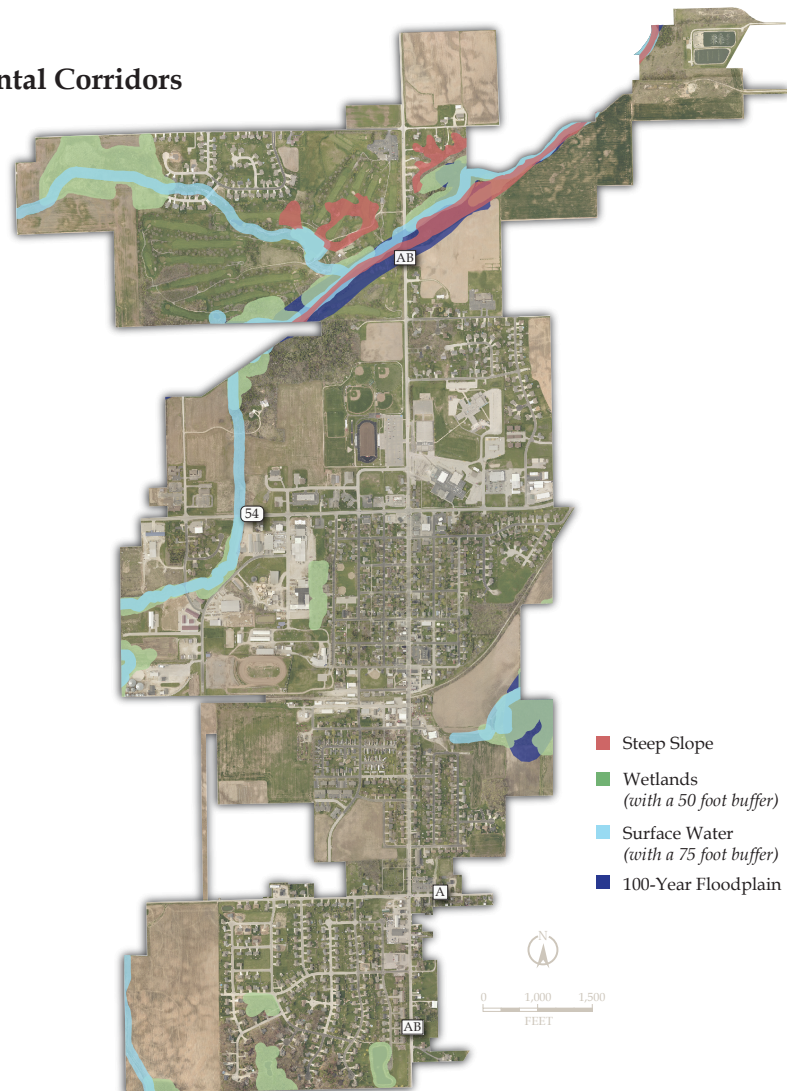 ntal Corridors
AB
54
Steep Slope
Wetlands
(with a 50 foot buffer)
Surface Water
(with a 75 foot buffer)
100-Year Floodplain
A
N
0 1,000 1,500
FEET
AB